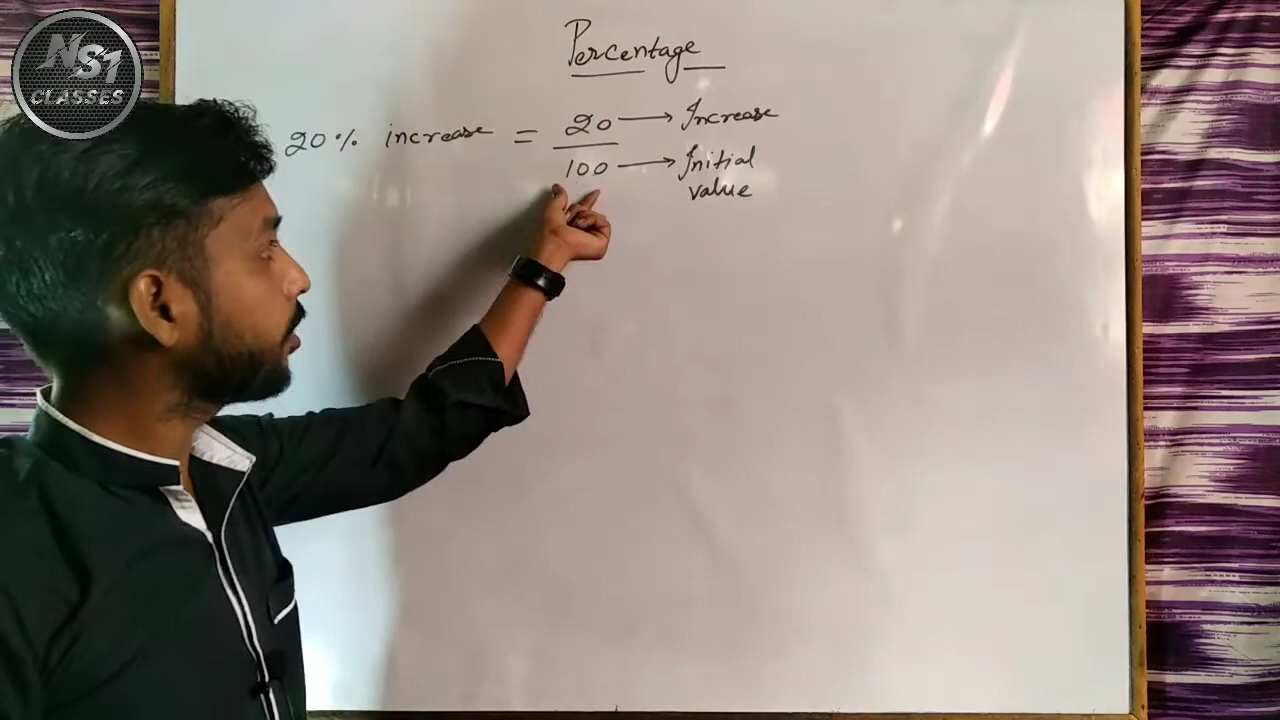 NS1
CLASSES
Percentage
20% increase = 20 → Increase
100 → Initial
value